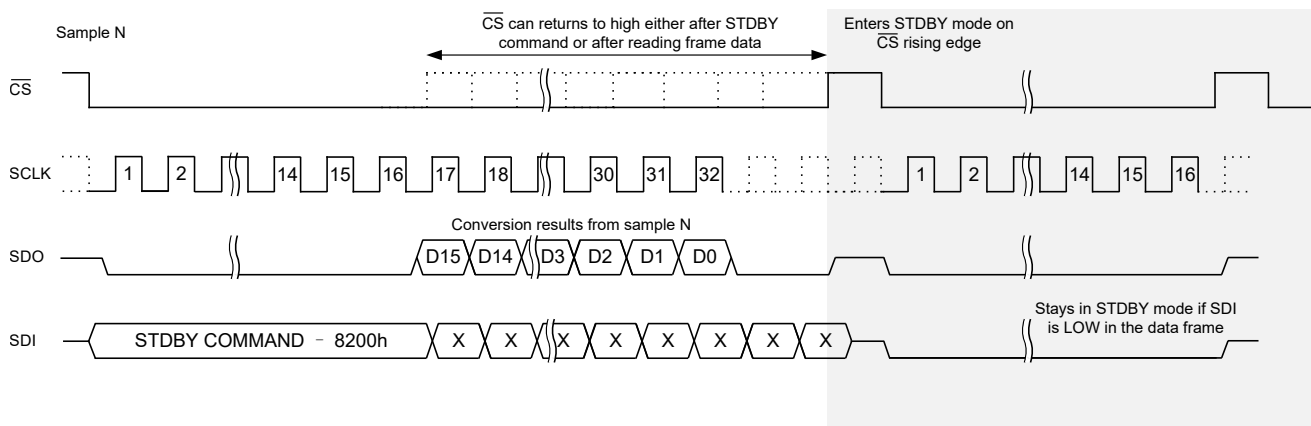 Sample N
CS can returns to high either after STDBY
command or after reading frame data
Enters STDBY mode on
CS rising edge
CS
SCLK
1 2 14 15 16 17 18 30 31 32 1 2 14 15 16
Conversion results from sample N
SDO
D15 D14 D3 D2 D1 D0
Stays in STDBY mode if SDI
is LOW in the data frame
SDI
STDBY COMMAND - 8200h X X X X X X X X